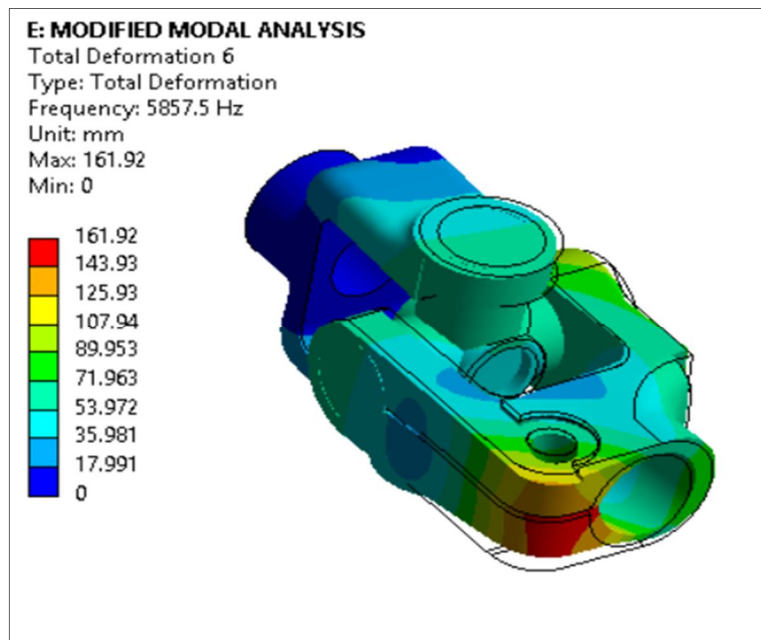 E: MODIFIED MODAL ANALYSIS
Total Deformation 6
Type: Total Deformation
Frequency: 5857.5 Hz
Unit: mm
Max: 161.92
Min: 0
161.92
143.93
125.93
107.94
89.953
71.963
53.972
35.981
17.991
0